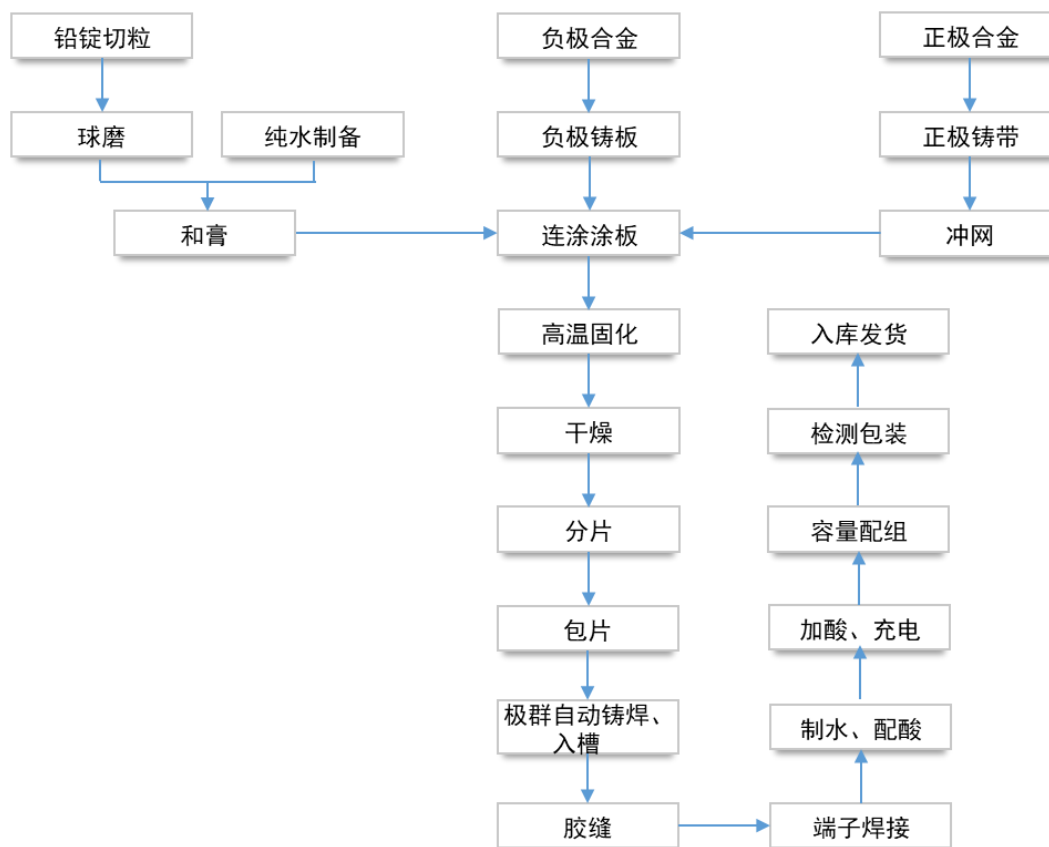 铅锭切粒
负极合金
正极合金
球磨
纯水制备
负极铸板
正极铸带
和膏
连涂涂板
冲网
高温固化
入库发货
干燥
检测包装
分片
容量配组
包片
加酸、充电
极群自动铸焊、
入槽
制水、配酸
胶缝
端子焊接